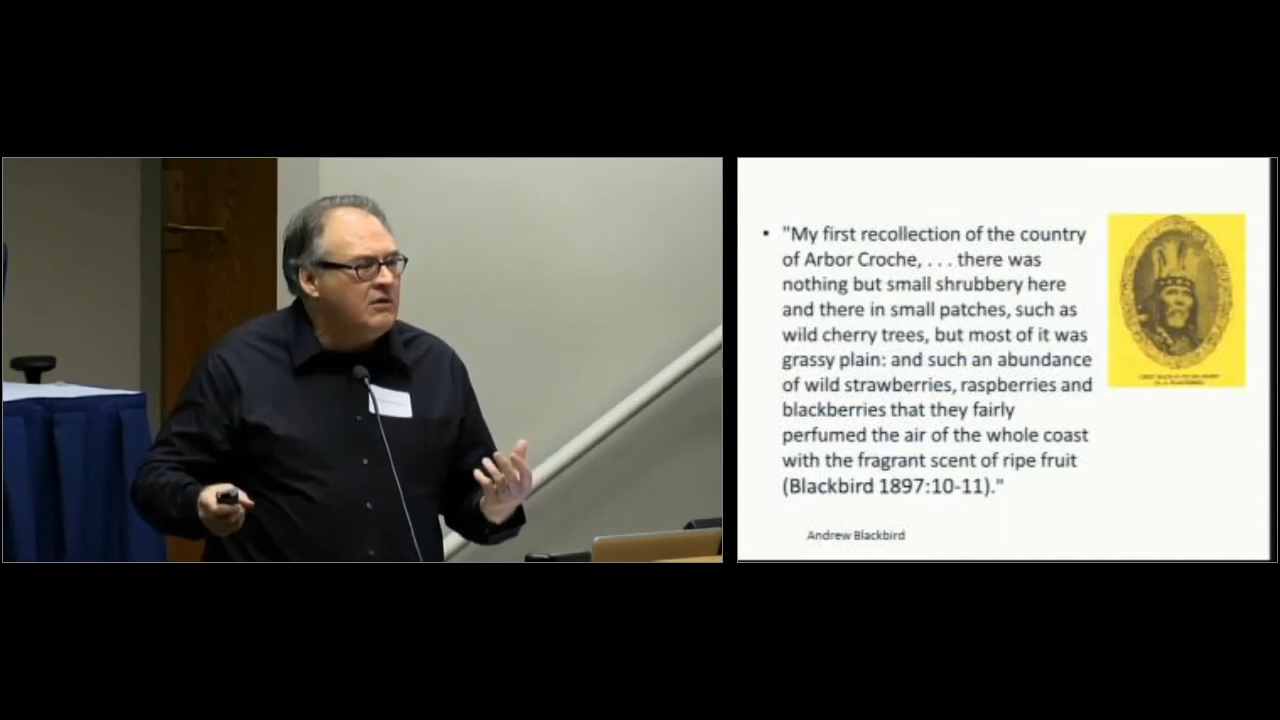 • "My first recollection of the country
of Arbor Croche, . . . there was
nothing but small shrubbery here
and there in small patches, such as
wild cherry trees, but most of it was
grassy plain: and such an abundance
of wild strawberries, raspberries and
blackberries that they fairly
perfumed the air of the whole coast
with the fragrant scent of ripe fruit
(Blackbird 1897:10-11)."
Andrew Blackbird